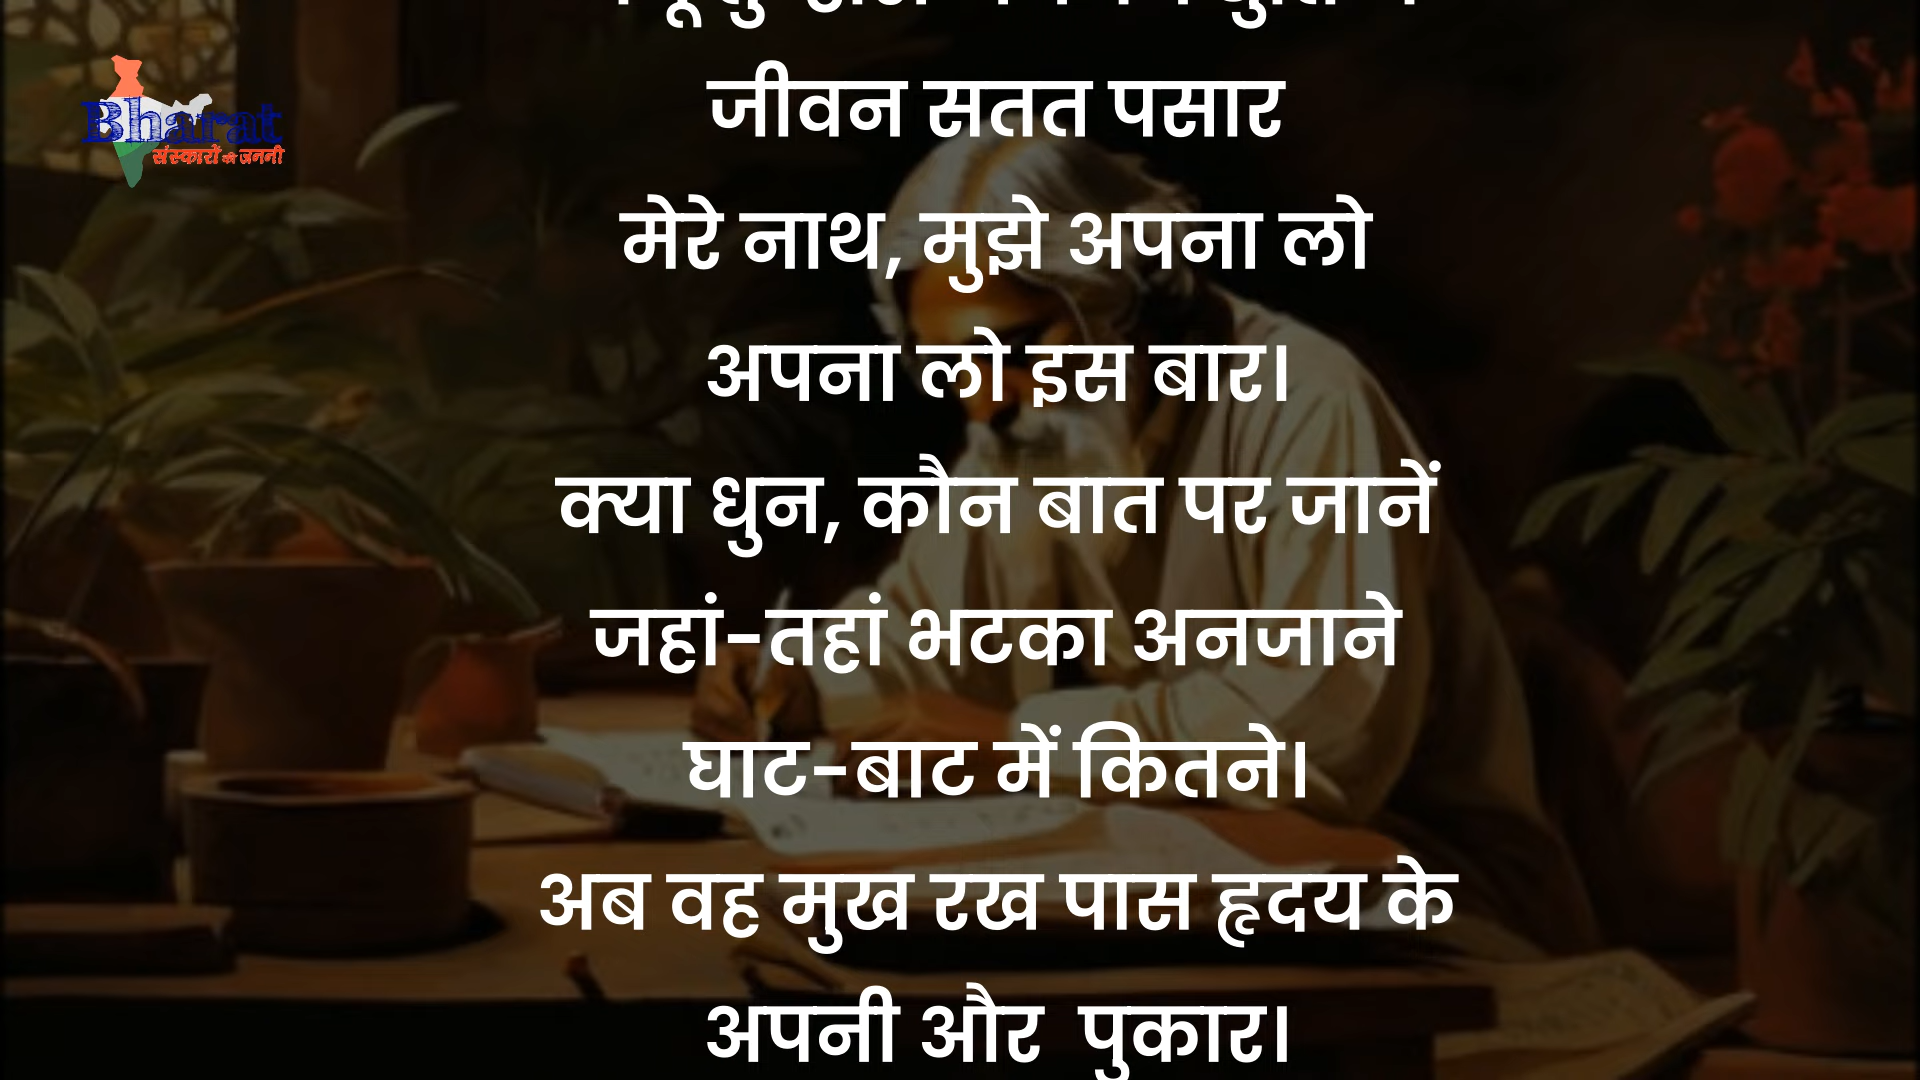 Bharat
संस्कारों की जननी
जीवन सतत पसार
मेरे नाथ, मुझे अपना लो
अपना लो इस बार।
क्या धुन, कौन बात पर जानें
जहां-तहां भटका अनजाने
घाट-बाट में कितने।
अब वह मुख रख पास हृदय के
अपनी और पुकार।